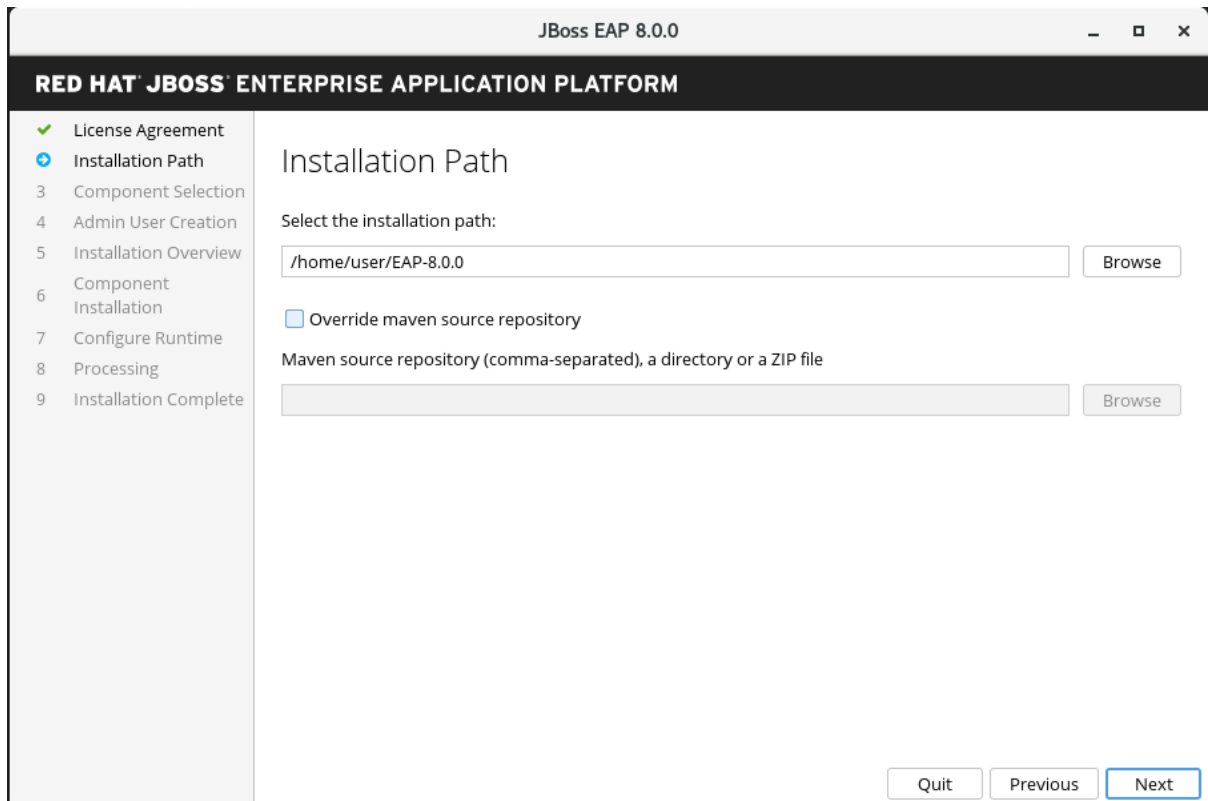 JBoss EAP 8.0.0
RED HAT® JBOSS® ENTERPRISE APPLICATION PLATFORM
License Agreement
Installation Path
3 Component Selection
4 Admin User Creation
5 Installation Overview
6 Component
Installation
7 Configure Runtime
8 Processing
9 Installation Complete
Installation Path
Select the installation path:
/home/user/EAP-8.0.0 Browse
Override maven source repository
Maven source repository (comma-separated), a directory or a ZIP file
Browse
Quit Previous Next